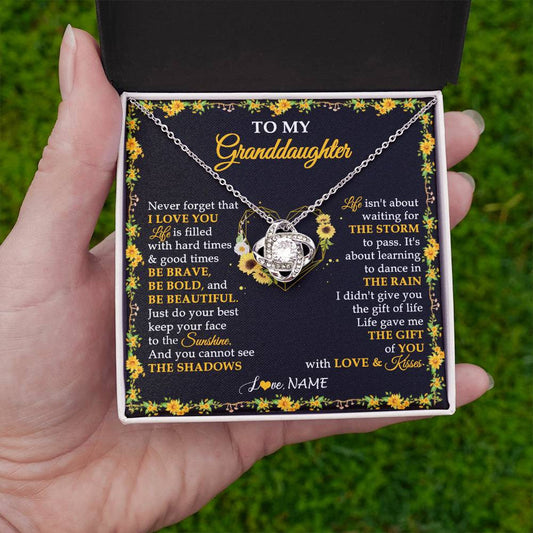 TO MY
Granddaughter
Never forget that
I LOVE YOU
Life is filled
with hard times
& good times
BE BRAVE,
BE BOLD, and
BE BEAUTIFUL.
Just do your best
keep your face
to the Sunshine.
And you cannot see
THE SHADOWS
Life isn't about
waiting for
THE STORM
to pass. It's
about learning
to dance in
THE RAIN
I didn't give you
the gift of life
Life gave me
THE GIFT
of YOU
with LOVE & Kisses
Love, NAME